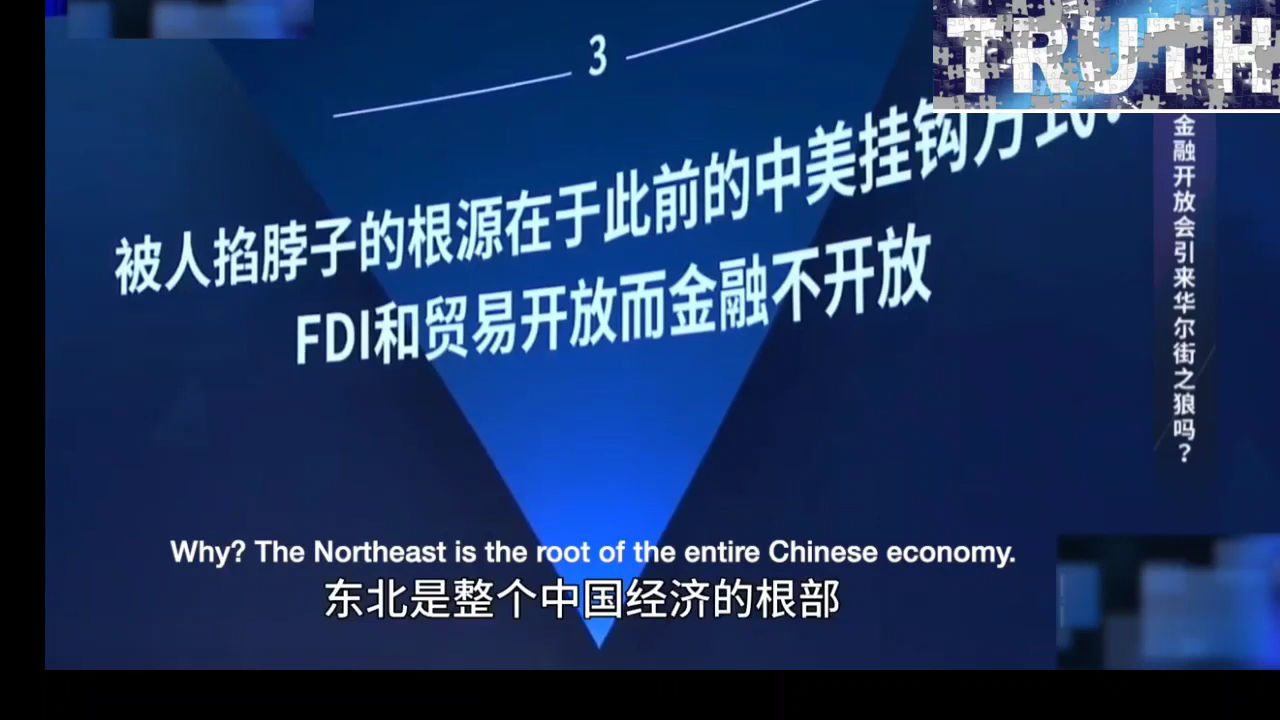 3
TRUTH
被人掐脖子的根源在于此前的中美挂钩方式：
FDI和贸易开放而金融不开放
金融开放会引来华尔街之狼吗？
Why? The Northeast is the root of the entire Chinese economy.
东北是整个中国经济的根部